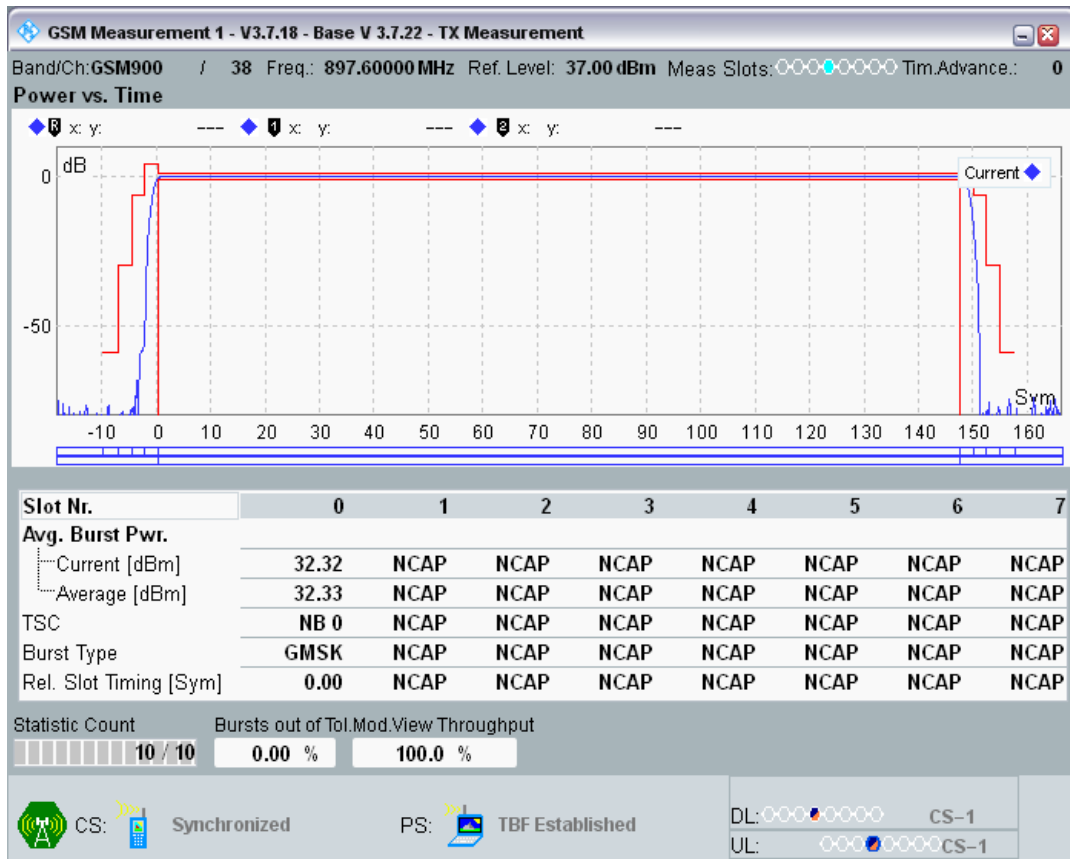 GSM Measurement 1 - V3.7.18 - Base V 3.7.22 - TX Measurement
Band/Ch:GSM900 / 38 Freq.: 897.60000 MHz Ref. Level: 37.00 dBm Meas Slots: Tim.Advance.: 0
Power vs. Time
R x: y: --- 1 x: y: --- 2 x: y: ---
dB
Current
0
-50
Sym
-10 0 10 20 30 40 50 60 70 80 90 100 110 120 130 140 150 160
Slot Nr. 0 1 2 3 4 5 6 7
Avg. Burst Pwr.
Current [dBm] 32.32 NCAP NCAP NCAP NCAP NCAP NCAP NCAP
Average [dBm] 32.33 NCAP NCAP NCAP NCAP NCAP NCAP NCAP
TSC NB 0 NCAP NCAP NCAP NCAP NCAP NCAP NCAP
Burst Type GMSK NCAP NCAP NCAP NCAP NCAP NCAP NCAP
Rel. Slot Timing [Sym] 0.00 NCAP NCAP NCAP NCAP NCAP NCAP NCAP
Statistic Count Bursts out of Tol.Mod.View Throughput
10 / 10 0.00 % 100.0 %
CS: Synchronized PS: TBF Established DL: CS-1
UL: CS-1